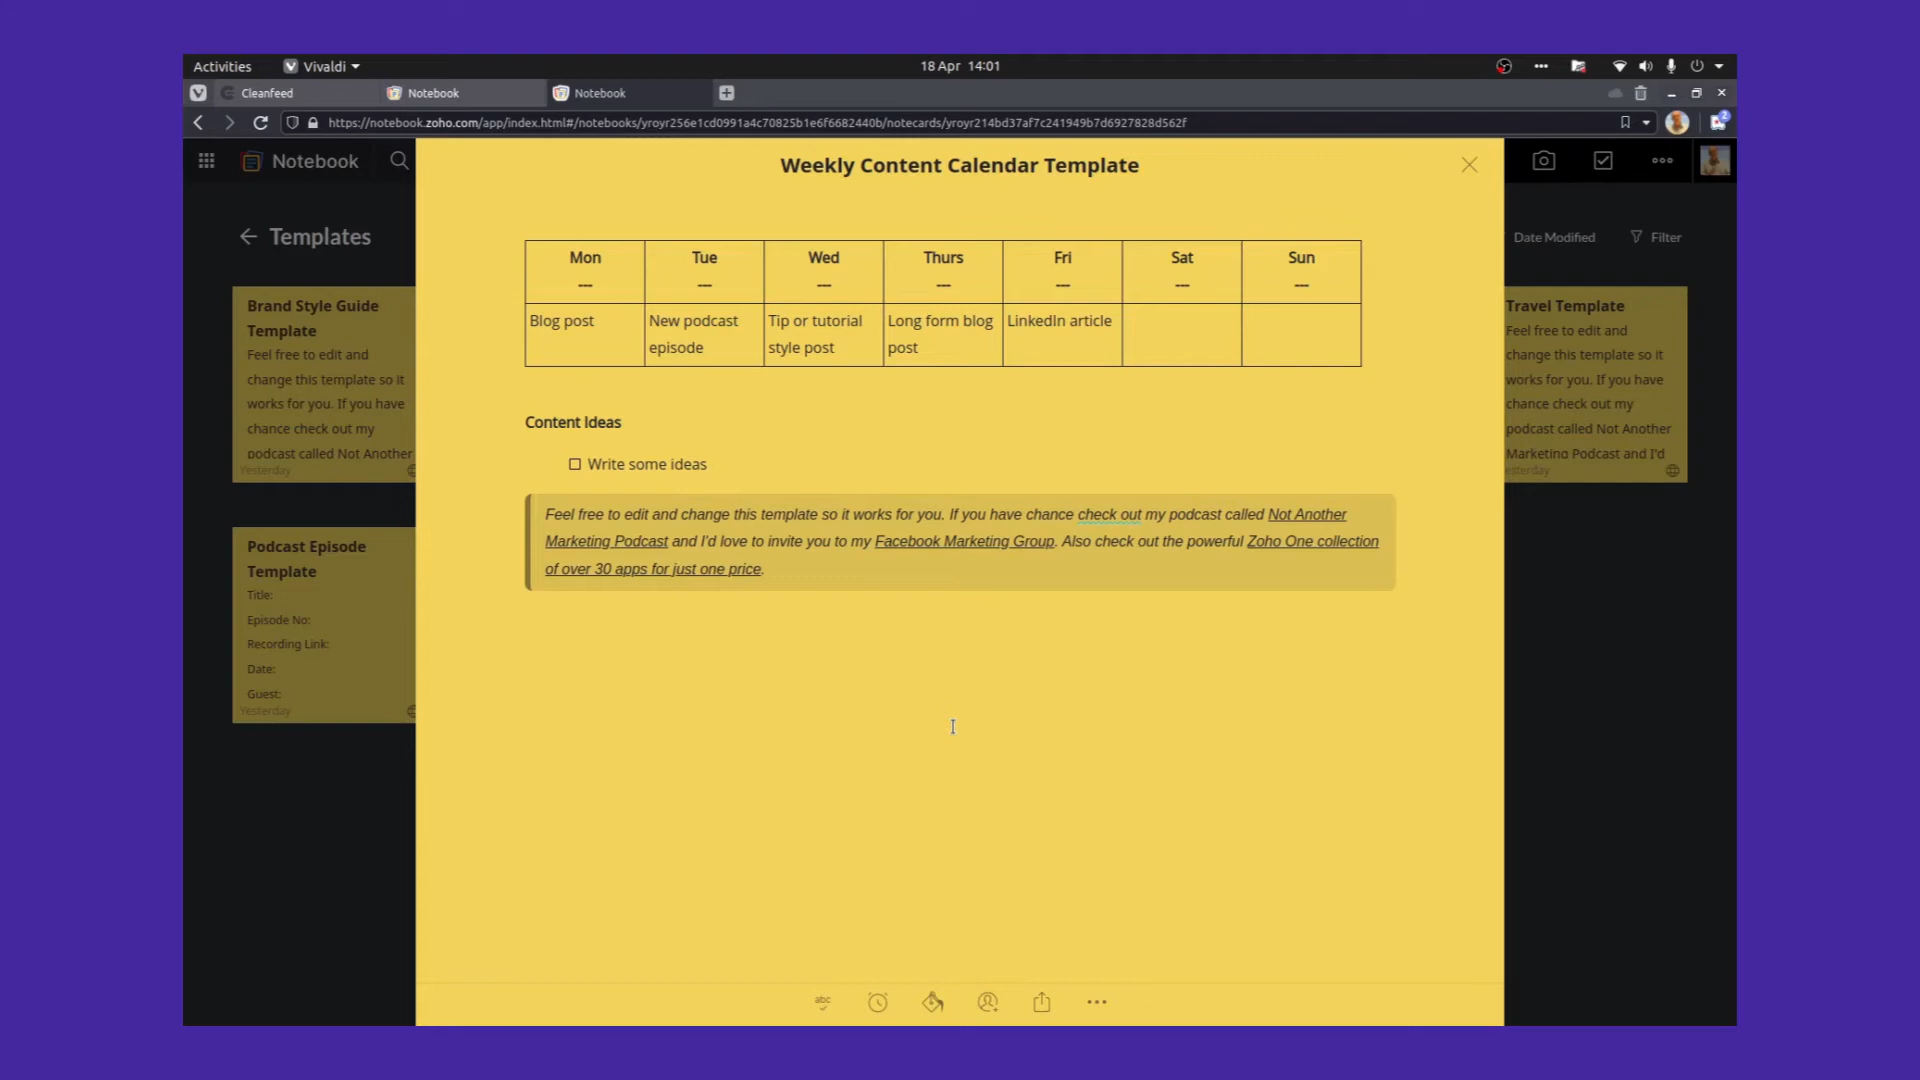 Activities Vivaldi 18 Apr 14:01
Cleanfeed Notebook Notebook
https://notebook.zoho.com/app/index.html#/notebooks/yroyr256e1cd0991a4c70825b1e6f6682440b/notecards/yroyr214bd37af7c241949b7d6927828d562f 2
Notebook
Templates
Date Modified Filter
Brand Style Guide
Template
Feel free to edit and
change this template so it
works for you. If you have
chance check out my
podcast called Not Another
Yesterday
Podcast Episode
Template
Title:
Episode No:
Recording Link:
Date:
Guest:
Yesterday
Weekly Content Calendar Template
Mon Tue Wed Thurs Fri Sat Sun
--- --- --- --- --- --- ---
Blog post New podcast Tip or tutorial Long form blog LinkedIn article
episode style post post
Content Ideas
Write some ideas
Feel free to edit and change this template so it works for you. If you have chance check out my podcast called Not Another
Marketing Podcast and I'd love to invite you to my Facebook Marketing Group. Also check out the powerful Zoho One collection
of over 30 apps for just one price.
abc
Travel Template
Feel free to edit and
change this template so it
works for you. If you have
chance check out my
podcast called Not Another
Marketing Podcast and I'd
esterday